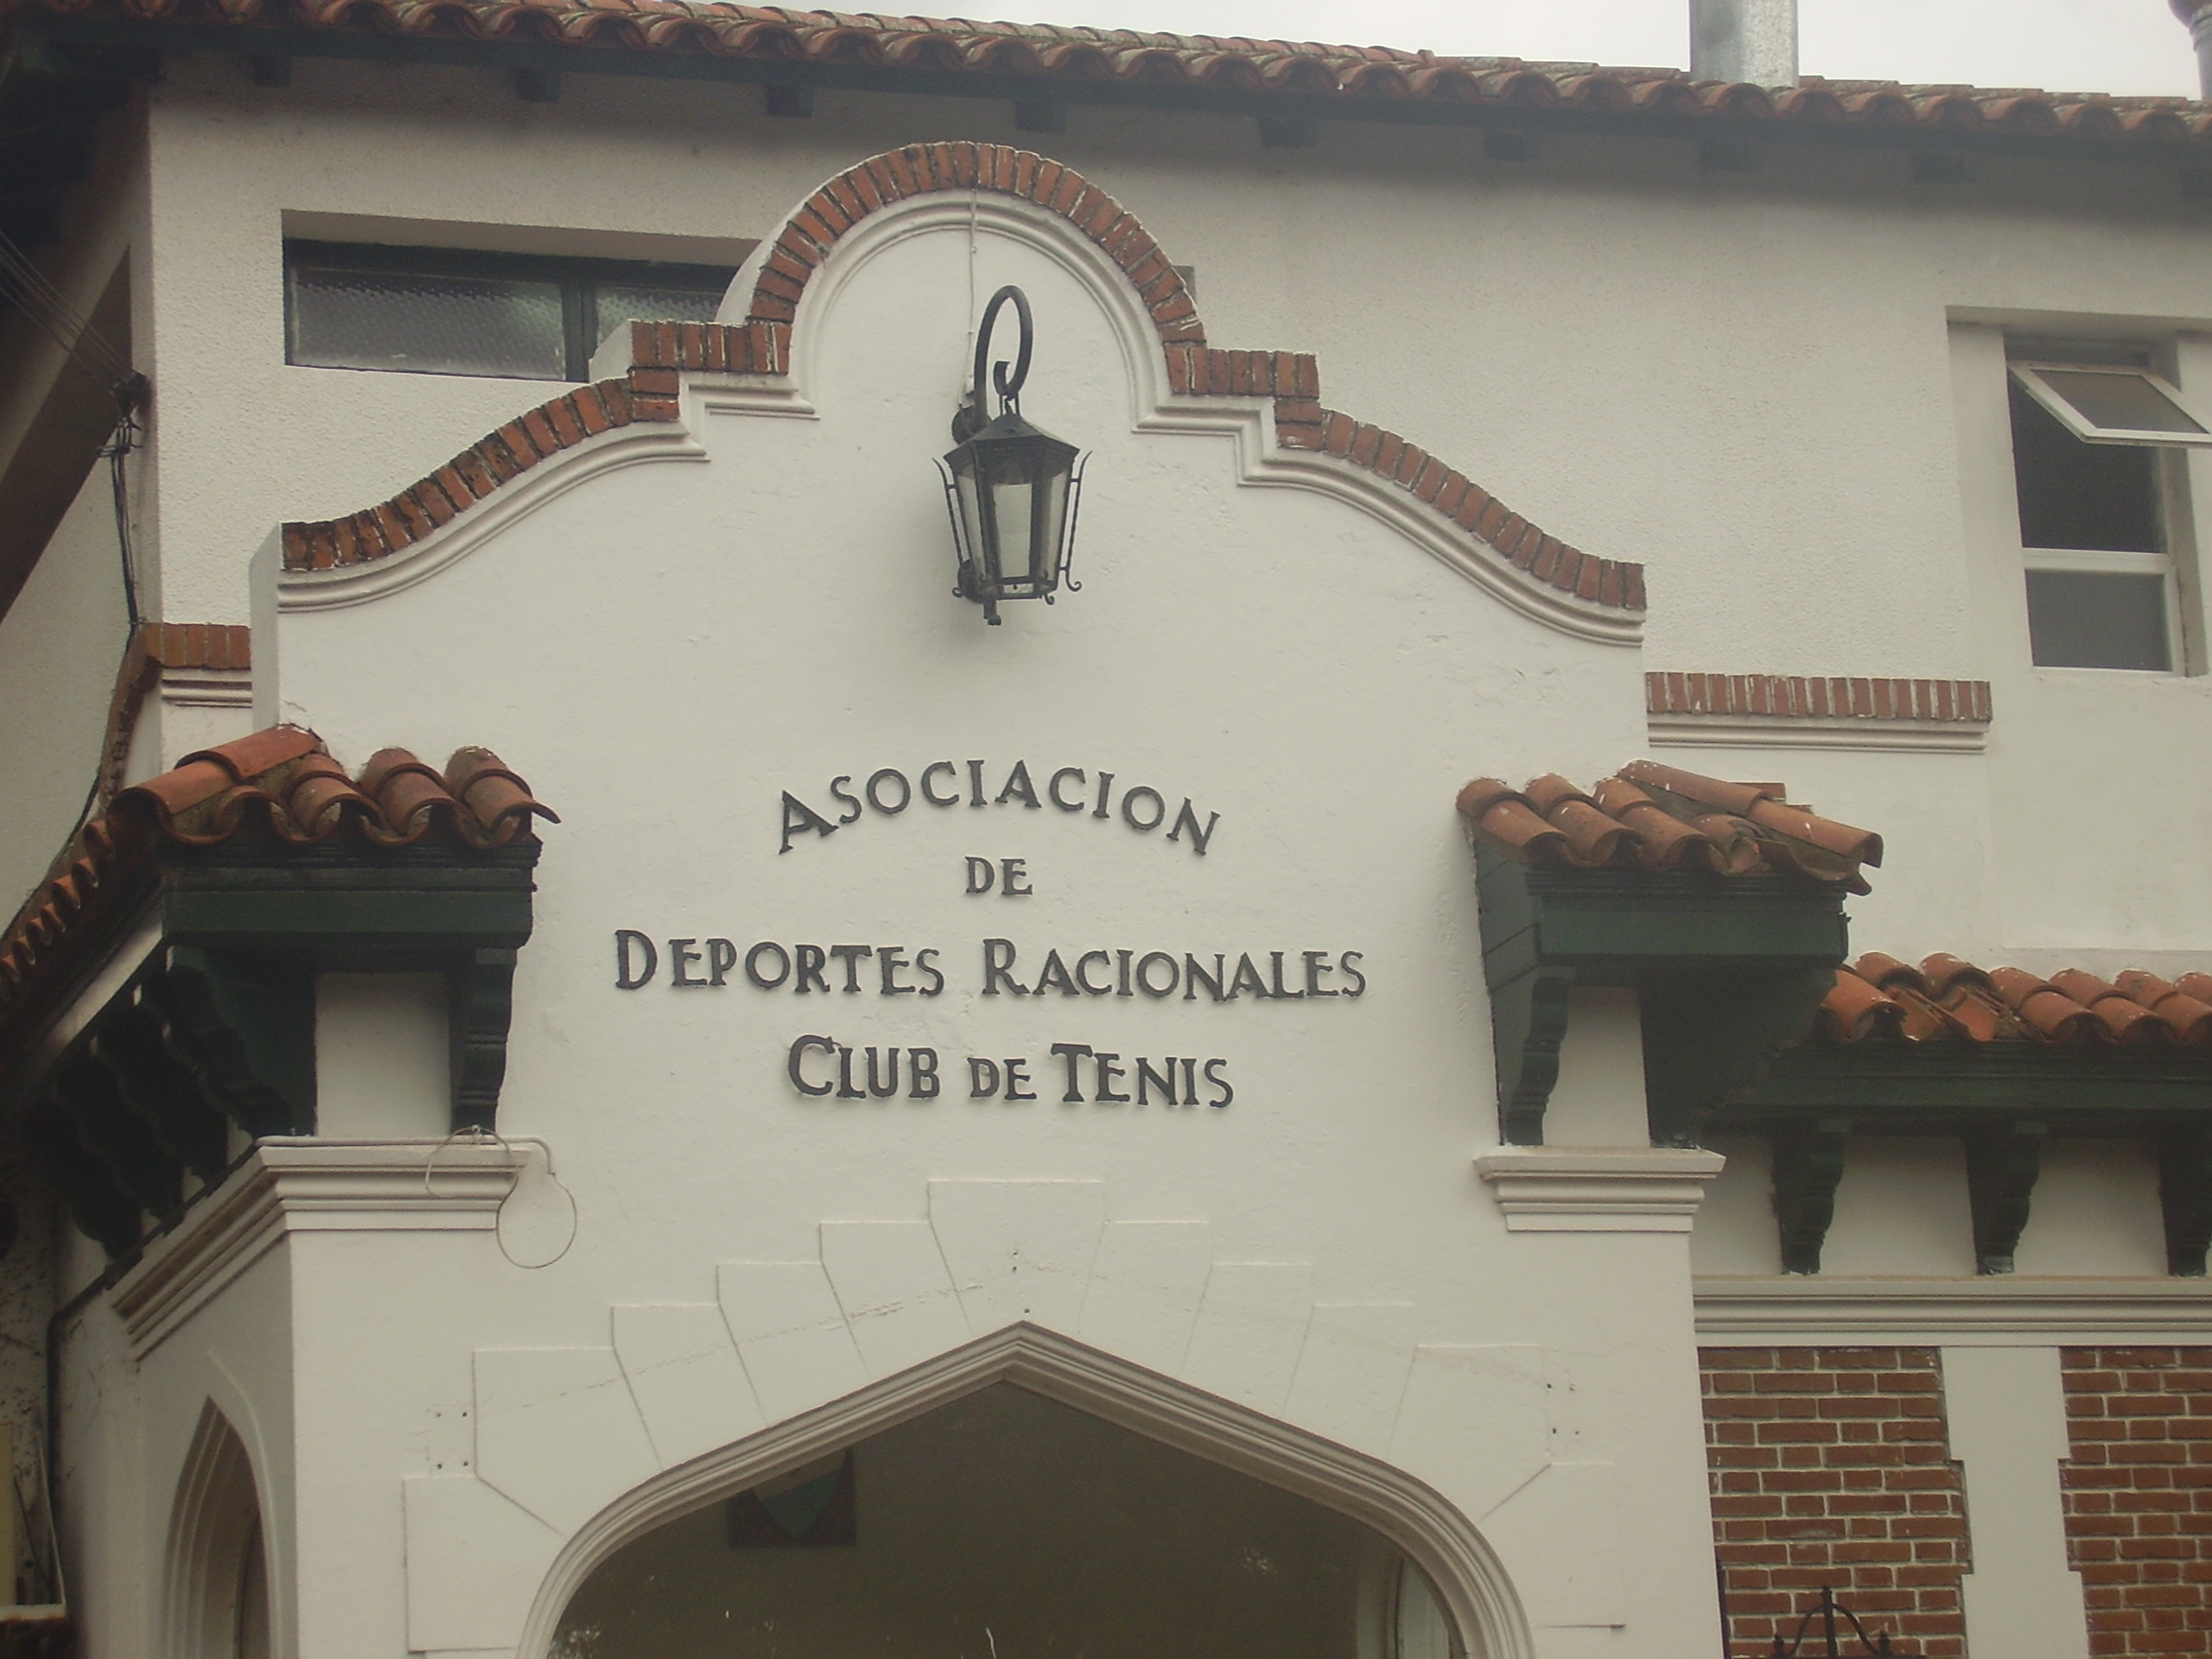 ASOCIACION
DE
DEPORTES RACIONALES
CLUB DE TENIS